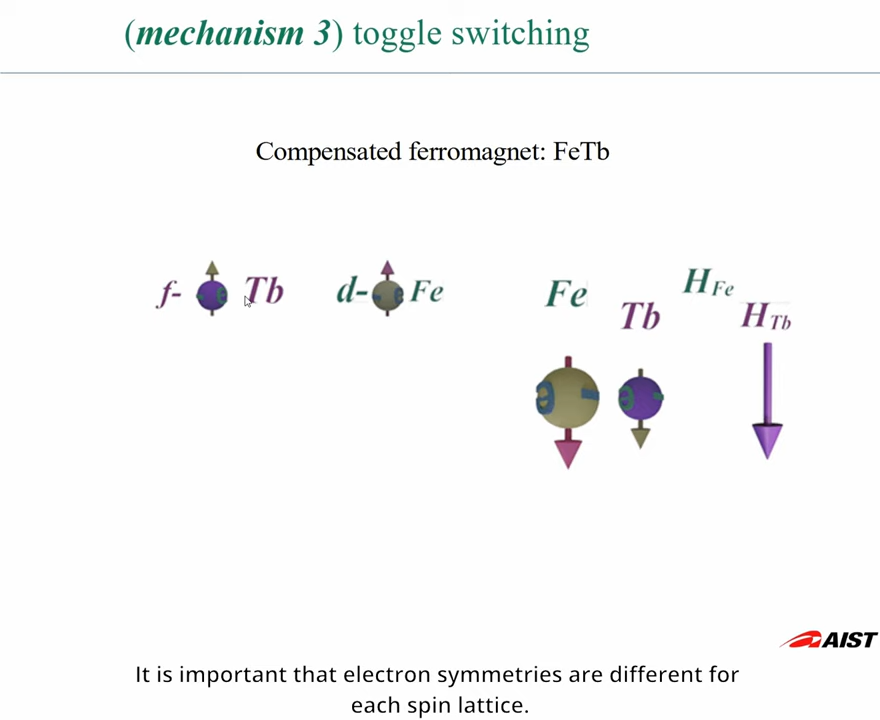 (mechanism 3) toggle switching
Compensated ferromagnet: FeTb
f- e Tb
d- e Fe
Fe
Tb
HFe
HTb
e -
e -
AIST
It is important that electron symmetries are different for
each spin lattice.